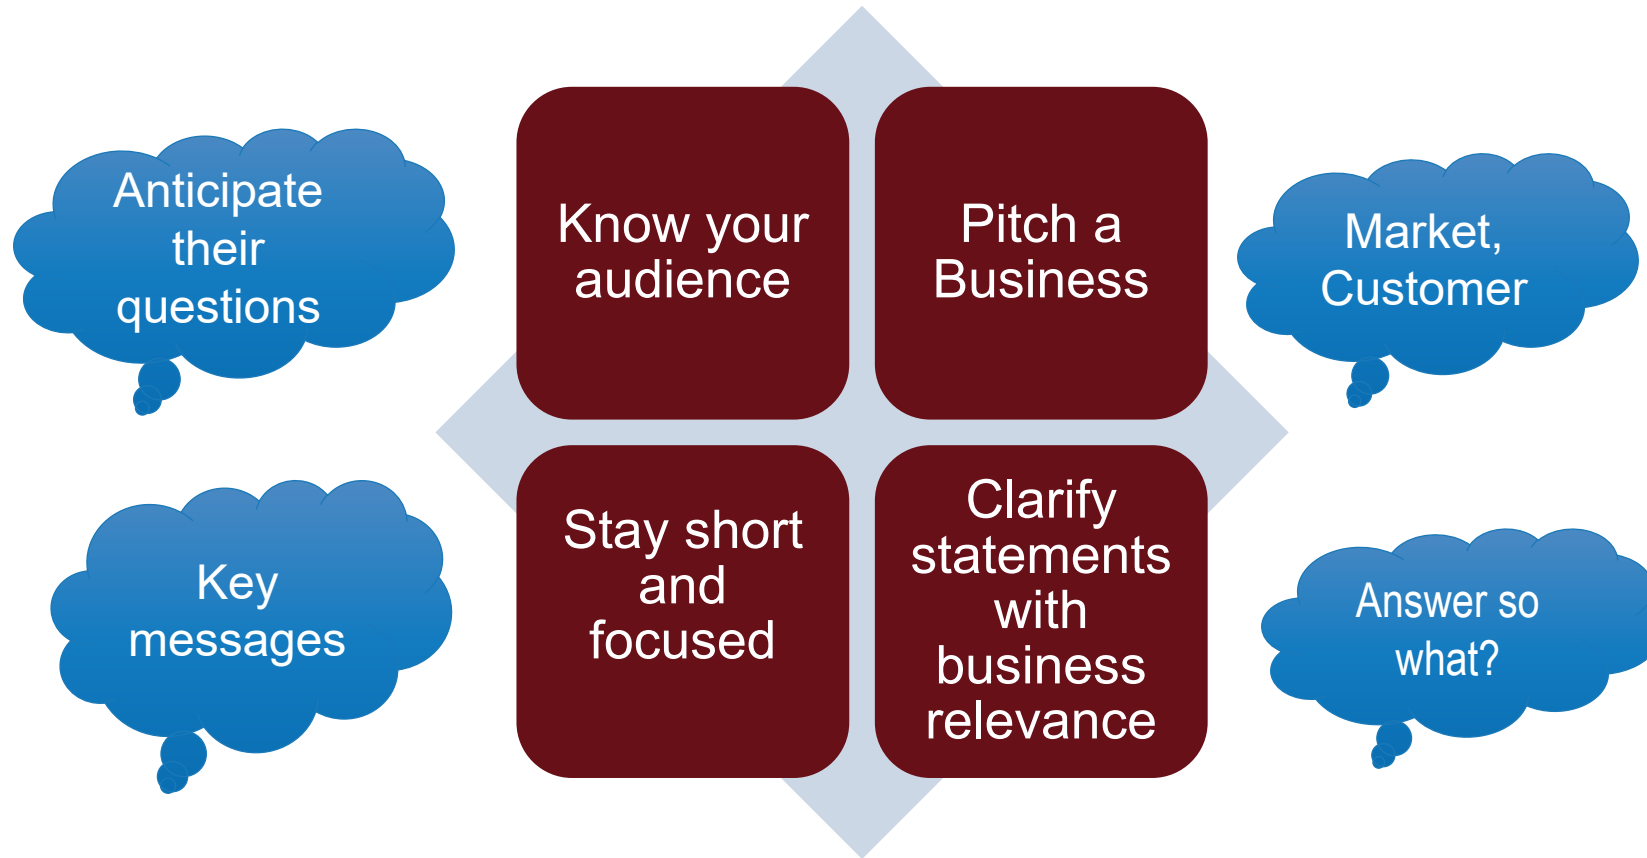 Anticipate
their
questions
Know your
audience
Pitch a
Business
Market,
Customer
Key
messages
Stay short
and
focused
Clarify
statements
with
business
relevance
Answer so
what?